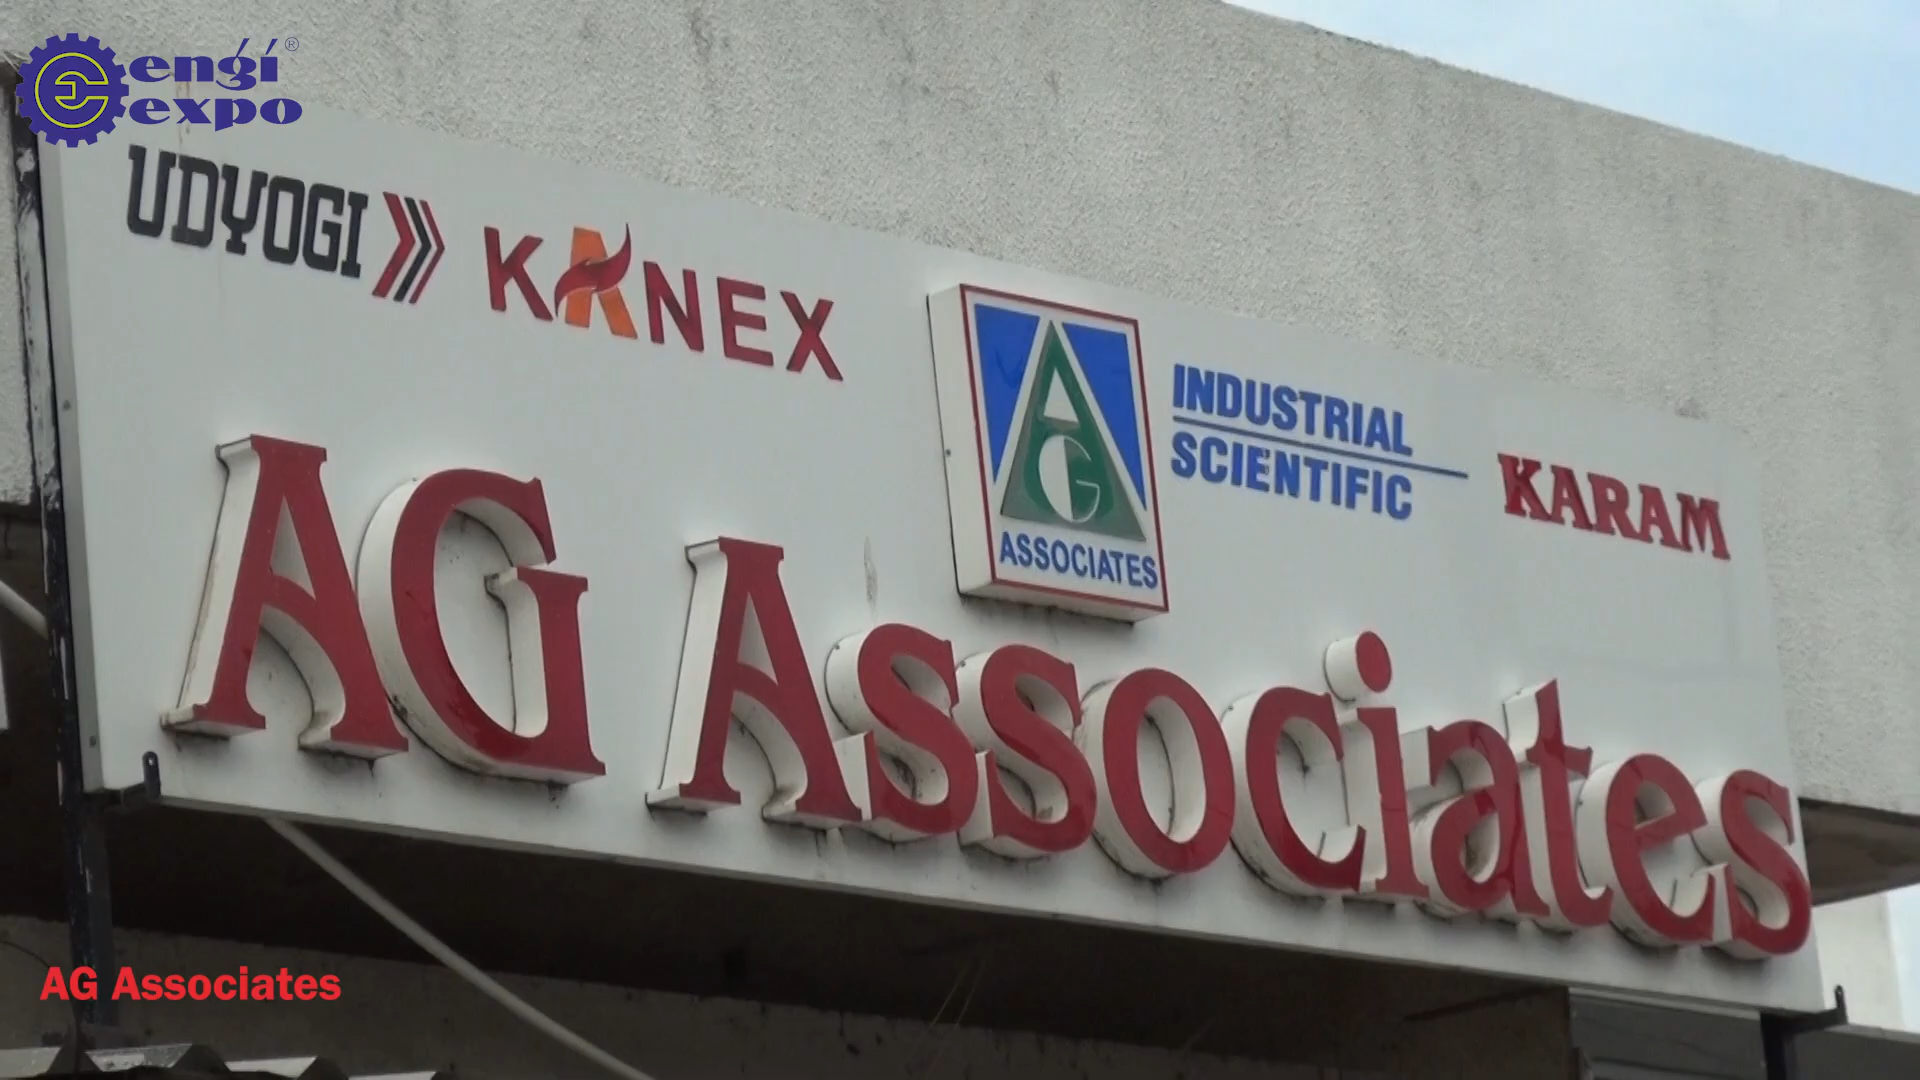 engi®
expo
UDYOGI
KANEX
AG
ASSOCIATES
INDUSTRIAL
SCIENTIFIC
KARAM
AG Associates
AG Associates